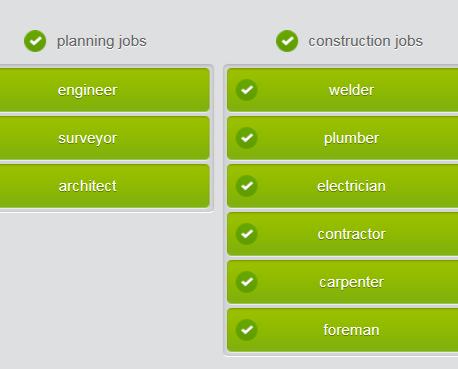 planning jobs
engineer
surveyor
architect
construction jobs
welder
plumber
electrician
contractor
carpenter
foreman